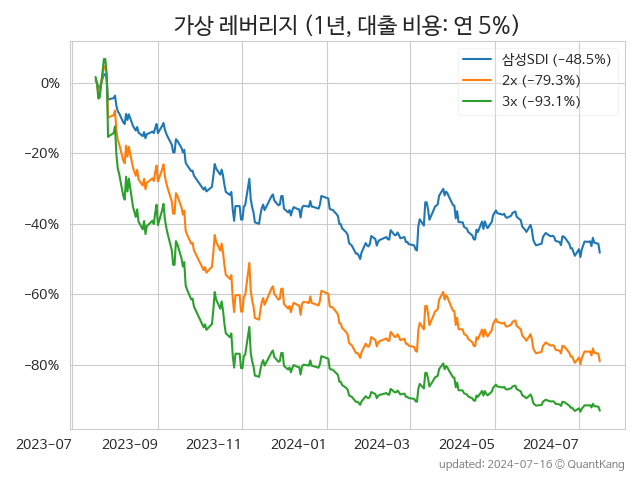 가상 레버리지 (1년, 대출 비용: 연 5%)
삼성SDI (−48.5%)
2x (−79.3%)
3x (−93.1%)
0%
−20%
−40%
−60%
−80%
2023-07
2023-09
2023-11
2024-01
2024-03
2024-05
2024-07
updated: 2024-07-16 © QuantKang